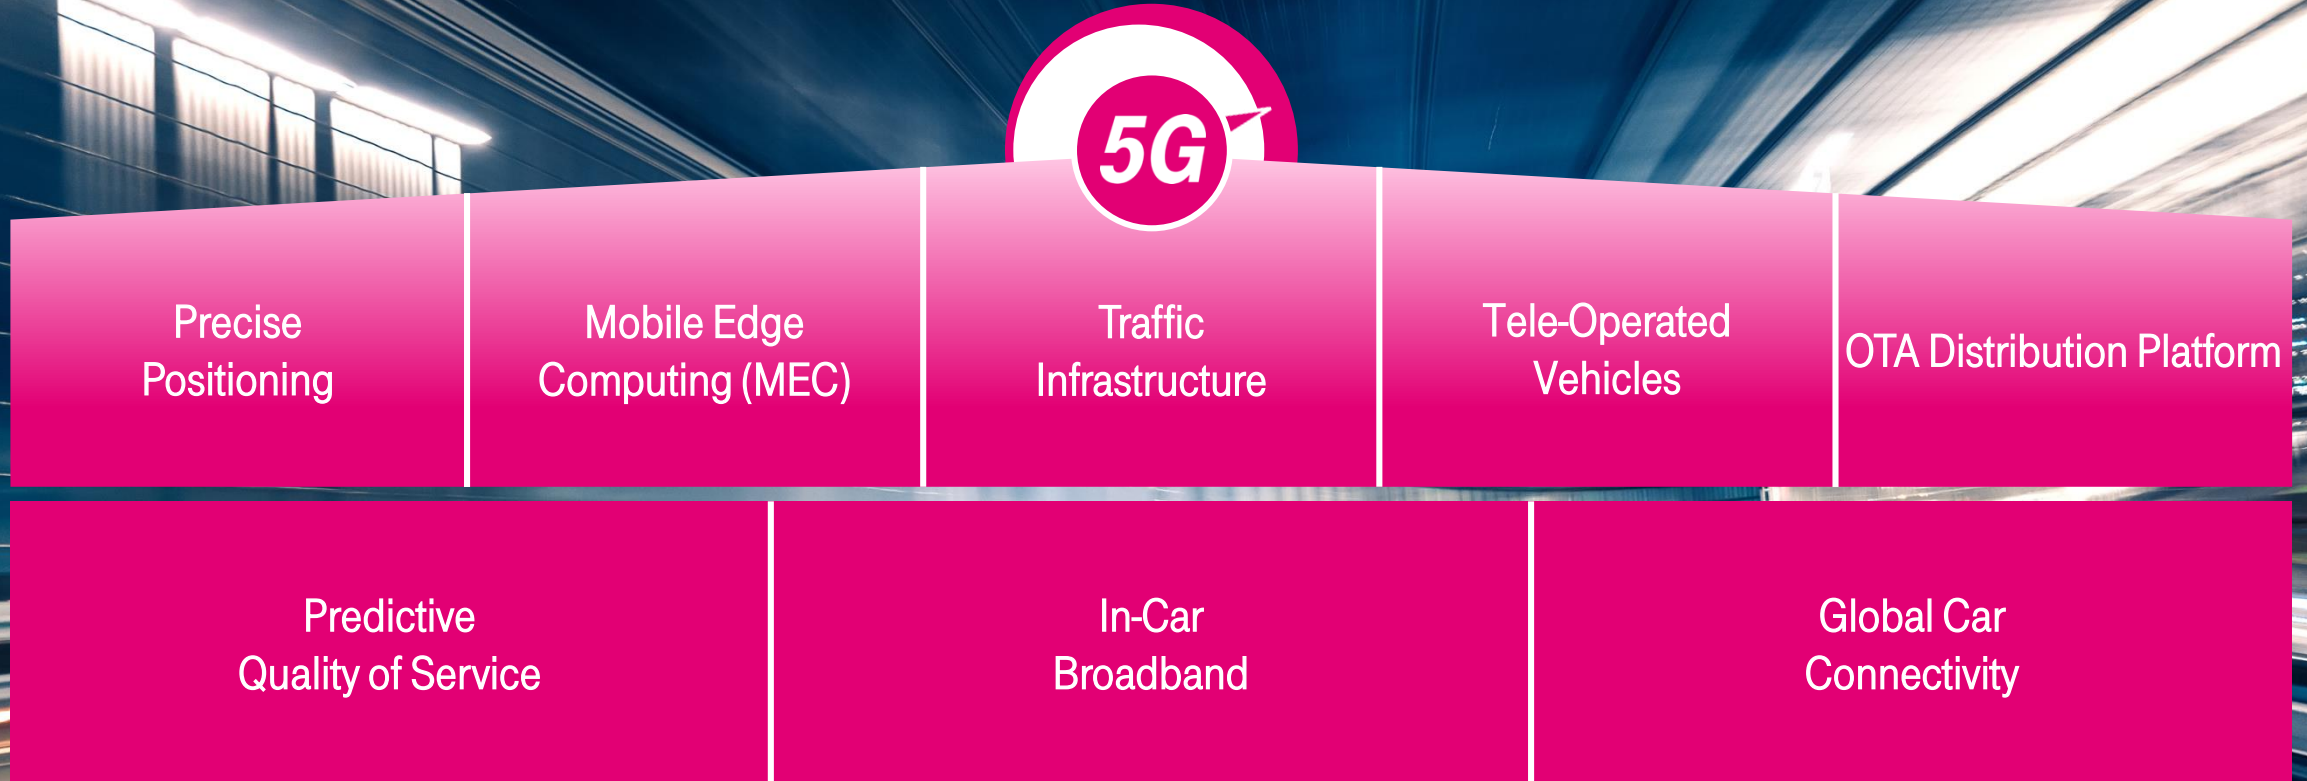 5G
Precise
Positioning
Mobile Edge
Computing (MEC)
Traffic
Infrastructure
Tele-Operated
Vehicles
OTA Distribution Platform
Predictive
Quality of Service
In-Car
Broadband
Global Car
Connectivity